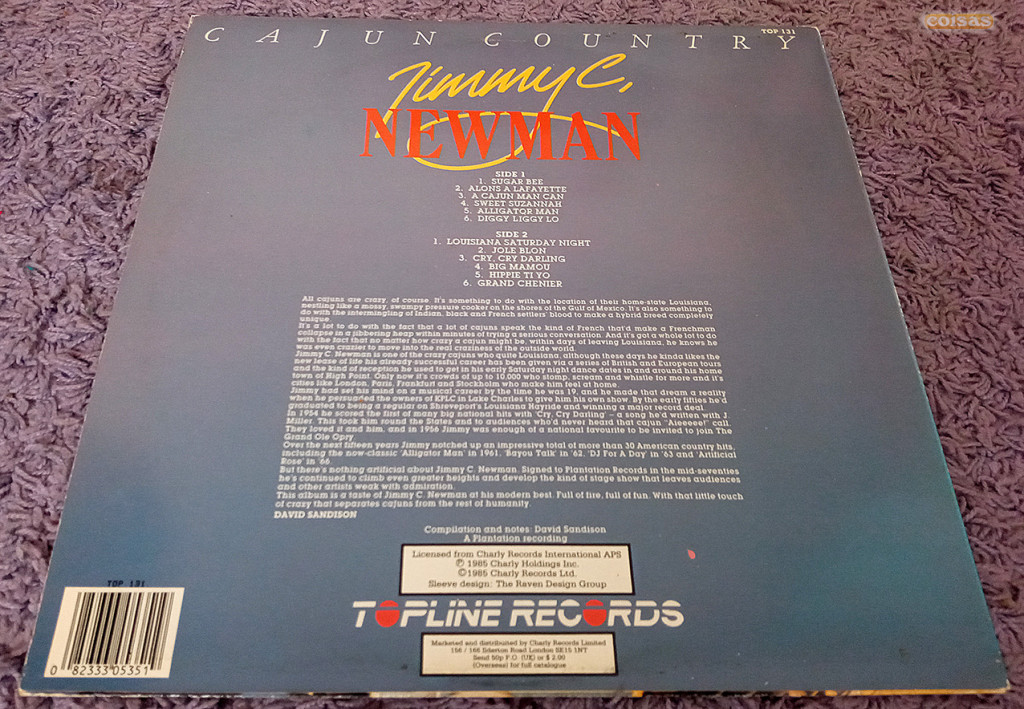 coisas
CAJUN COUNTRY
TOP 131
Jimmy C.
NEWMAN
SIDE 1
1. SUGAR BEE
2. ALONS A LAFAYETTE
3. A CAJUN MAN CAN
4. SWEET SUZANNAH
5. ALLIGATOR MAN
6. DIGGY LIGGY LO
SIDE 2
1. LOUISIANA SATURDAY NIGHT
2. JOLE BLON
3. CRY, CRY DARLING
4. BIG MAMOU
5. HIPPIE TI YO
6. GRAND CHENIER
All cajuns are crazy, of course. It's something to do with the location of their home-state Louisiana,
nestling like a mossy, swampy pressure cooker on the shores of the Gulf of Mexico. It's also something to
do with the intermingling of Indian, black and French settlers' blood to make a hybrid breed completely
unique.
It's a lot to do with the fact that a lot of cajuns speak the kind of French that'd make a Frenchman
collapse in a jibbering heap within minutes of trying a serious conversation. And it's got a whole lot to do
with the fact that no matter how crazy a cajun might be, within days of leaving Louisiana, he knows he
was even crazier to move into the real craziness of the outside world.
Jimmy C. Newman is one of the crazy cajuns who quite Louisiana, although these days he kinda likes the
new lease of life his already-successful career has been given via a series of British and European tours
and the kind of reception he used to get in his early Saturday night dance dates in and around his home
town of High Point. Only now it's crowds of up to 10,000 who stomp, scream and whistle for more and it's
cities like London, Paris, Frankfurt and Stockholm who make him feel at home.
Jimmy had set his mind on a musical career by the time he was 19, and he made that dream a reality
when he persuaded the owners of KPLC in Lake Charles to give him his own show. By the early fifties he'd
graduated to being a regular on Shreveport's Louisiana Hayride and winning a major record deal.
In 1954 he scored the first of many big national hits with 'Cry, Cry Darling' – a song he'd written with J.
Miller. This took him round the States and to audiences who'd never heard that cajun "Aieeeee!" call.
They loved it and him, and in 1956 Jimmy was enough of a national favourite to be invited to join The
Grand Ole Opry.
Over the next fifteen years Jimmy notched up an impressive total of more than 30 American country hits,
including the now-classic 'Alligator Man' in 1961, 'Bayou Talk' in '62, 'DJ For A Day' in '63 and 'Artificial
Rose' in '66.
But there's nothing artificial about Jimmy C. Newman. Signed to Plantation Records in the mid-seventies
he's continued to climb even greater heights and develop the kind of stage show that leaves audiences
and other artists weak with admiration.
This album is a taste of Jimmy C. Newman at his modern best. Full of fire, full of fun. With that little touch
of crazy that separates cajuns from the rest of humanity.
DAVID SANDISON
Compilation and notes: David Sandison
A Plantation recording
Licensed from Charly Records International APS
℗ 1985 Charly Holdings Inc.
© 1985 Charly Records Ltd.
Sleeve design: The Raven Design Group
TOPLINE RECORDS
Marketed and distributed by Charly Records Limited
156 / 166 Ilderton Road London SE15 1NT
Send 50p P.O. (UK) or $ 2.00
(Overseas) for full catalogue
TOP 131
0 82333 05351